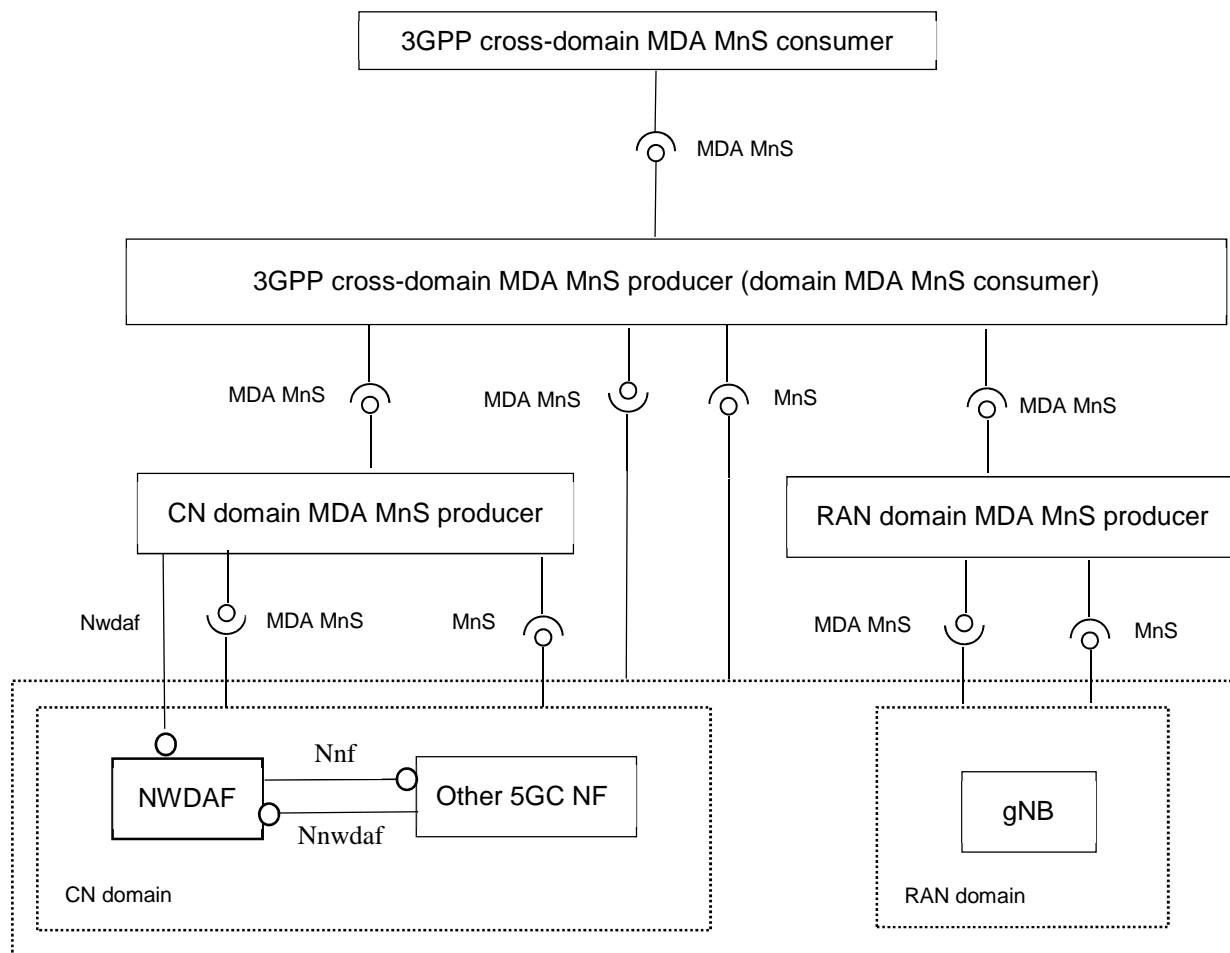 3GPP cross-domain MDA MnS consumer
MDA MnS
3GPP cross-domain MDA MnS producer (domain MDA MnS consumer)
MDA MnS
MDA MnS
MnS
MDA MnS
CN domain MDA MnS producer
RAN domain MDA MnS producer
Nwdaf
MDA MnS
MnS
MDA MnS
MnS
NWDAF
Nnf
Nnwdaf
Other 5GC NF
gNB
CN domain
RAN domain